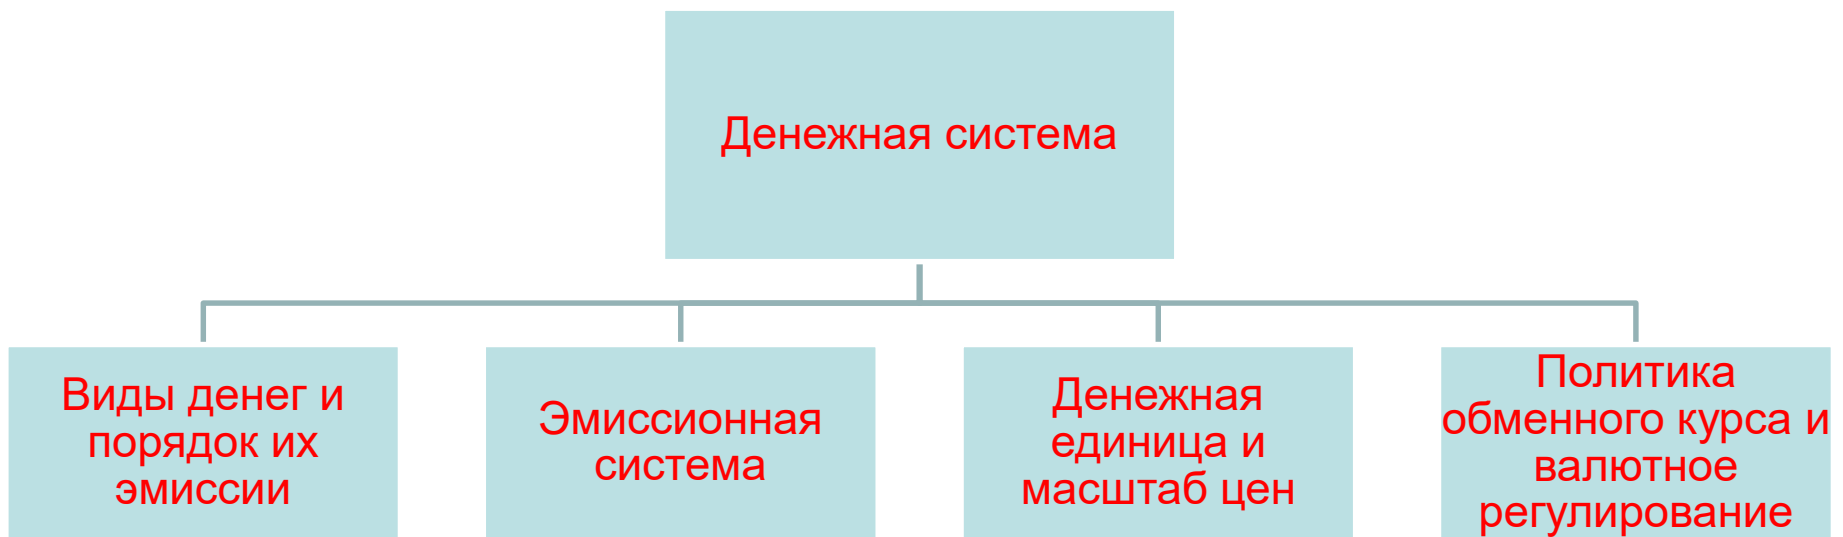 Денежная система
Виды денег и
порядок их
эмиссии
Эмиссионная
система
Денежная
единица и
масштаб цен
Политика
обменного курса и
валютное
регулирование